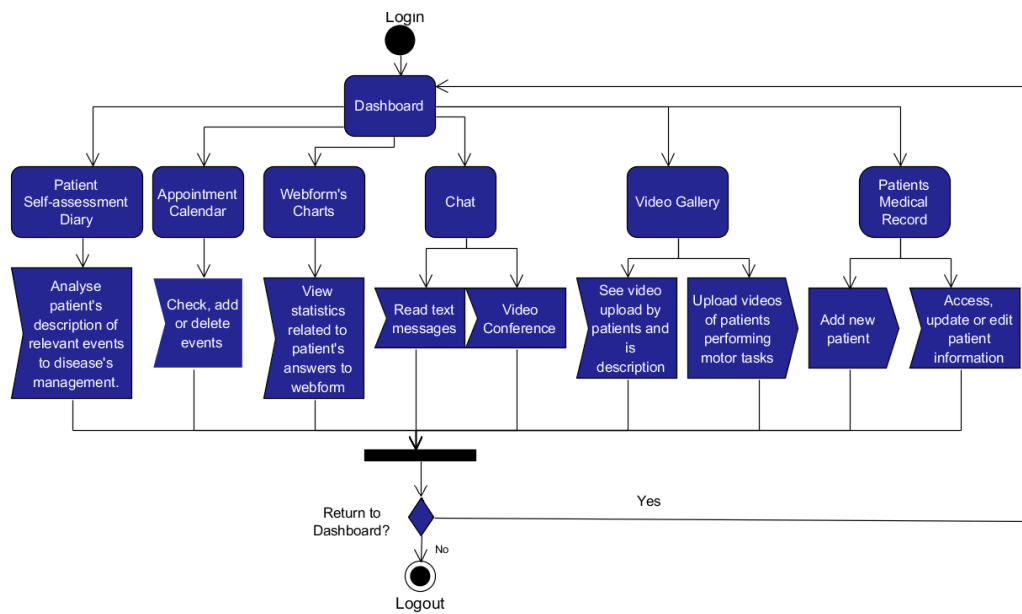 Login
Dashboard
Patient
Self-assessment
Diary
Appointment
Calendar
Webform's
Charts
Chat
Video Gallery
Patients
Medical
Record
Analyse
patient's
description of
relevant events
to disease's
management.
Check, add
or delete
events
View
statistics
related to
patient's
answers to
webform
Read text
messages
Video
Conference
See video
upload by
patients and
is
description
Upload videos
of patients
performing
motor tasks
Add new
patient
Access,
update or edit
patient
information
Return to
Dashboard?
Yes
No
Logout